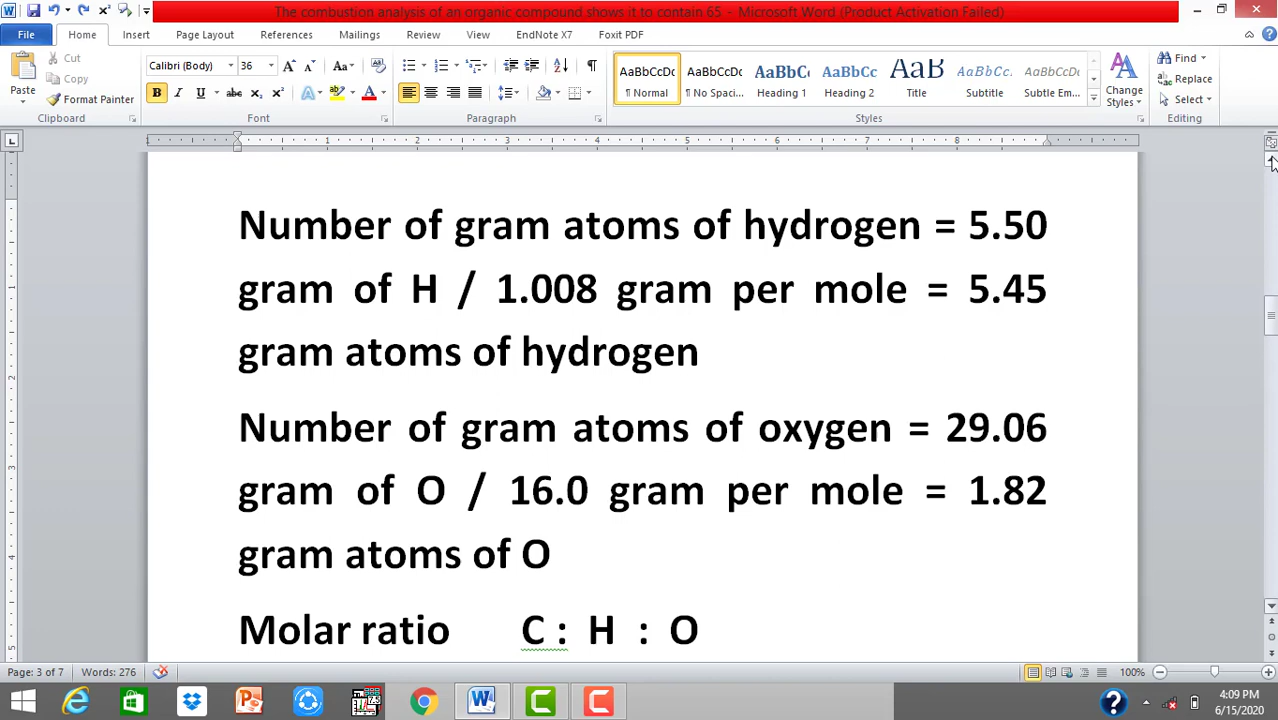 The combustion analysis of an organic compound shows it to contain 65 - Microsoft Word (Product Activation Failed)
File Home Insert Page Layout References Mailings Review View EndNote X7 Foxit PDF
Paste Cut Copy Format Painter
Calibri (Body) 36
AaBbCcDc AaBbCcDc AaBbCc AaBbCc AaB AaBbCcD AaBbCcDc
¶ Normal ¶ No Spaci... Heading 1 Heading 2 Title Subtitle Subtle Em...
Change Styles
Find Replace Select
Clipboard Font Paragraph Styles Editing
Number of gram atoms of hydrogen = 5.50
gram of H / 1.008 gram per mole = 5.45
gram atoms of hydrogen
Number of gram atoms of oxygen = 29.06
gram of O / 16.0 gram per mole = 1.82
gram atoms of O
Molar ratio C : H : O
Page: 3 of 7 Words: 276 100%
4:09 PM
6/15/2020